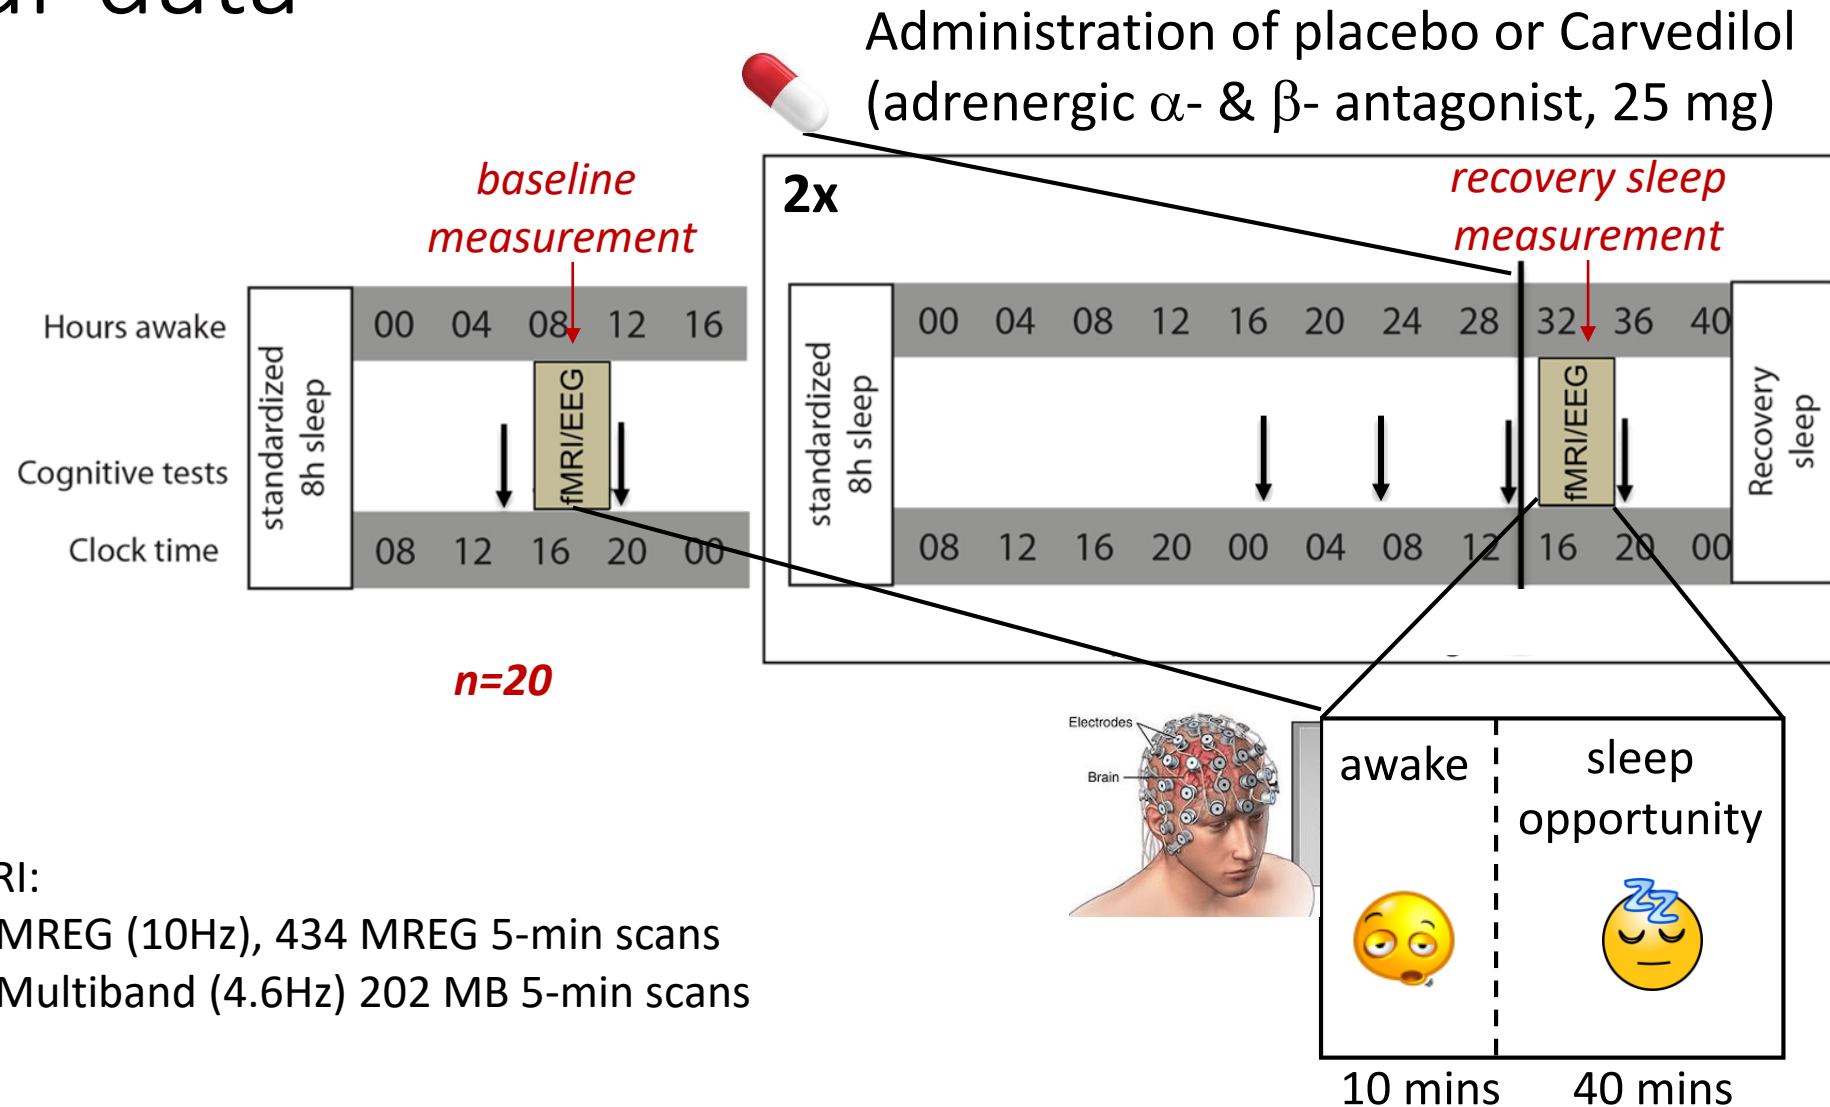 data
Administration of placebo or Carvedilol
(adrenergic α- & β- antagonist, 25 mg)
baseline
measurement
2x
recovery sleep
measurement
Hours awake
standardized
8h sleep
00 04 08 12 16
standardized
8h sleep
00 04 08 12 16 20 24 28 32 36 40
Recovery
sleep
fMRI/EEG
fMRI/EEG
Cognitive tests
Clock time
08 12 16 20 00
08 12 16 20 00 04 08 12 16 20 00
n=20
Electrodes
Brain
awake
sleep
opportunity
ZZ
RI:
MREG (10Hz), 434 MREG 5-min scans
Multiband (4.6Hz) 202 MB 5-min scans
10 mins 40 mins